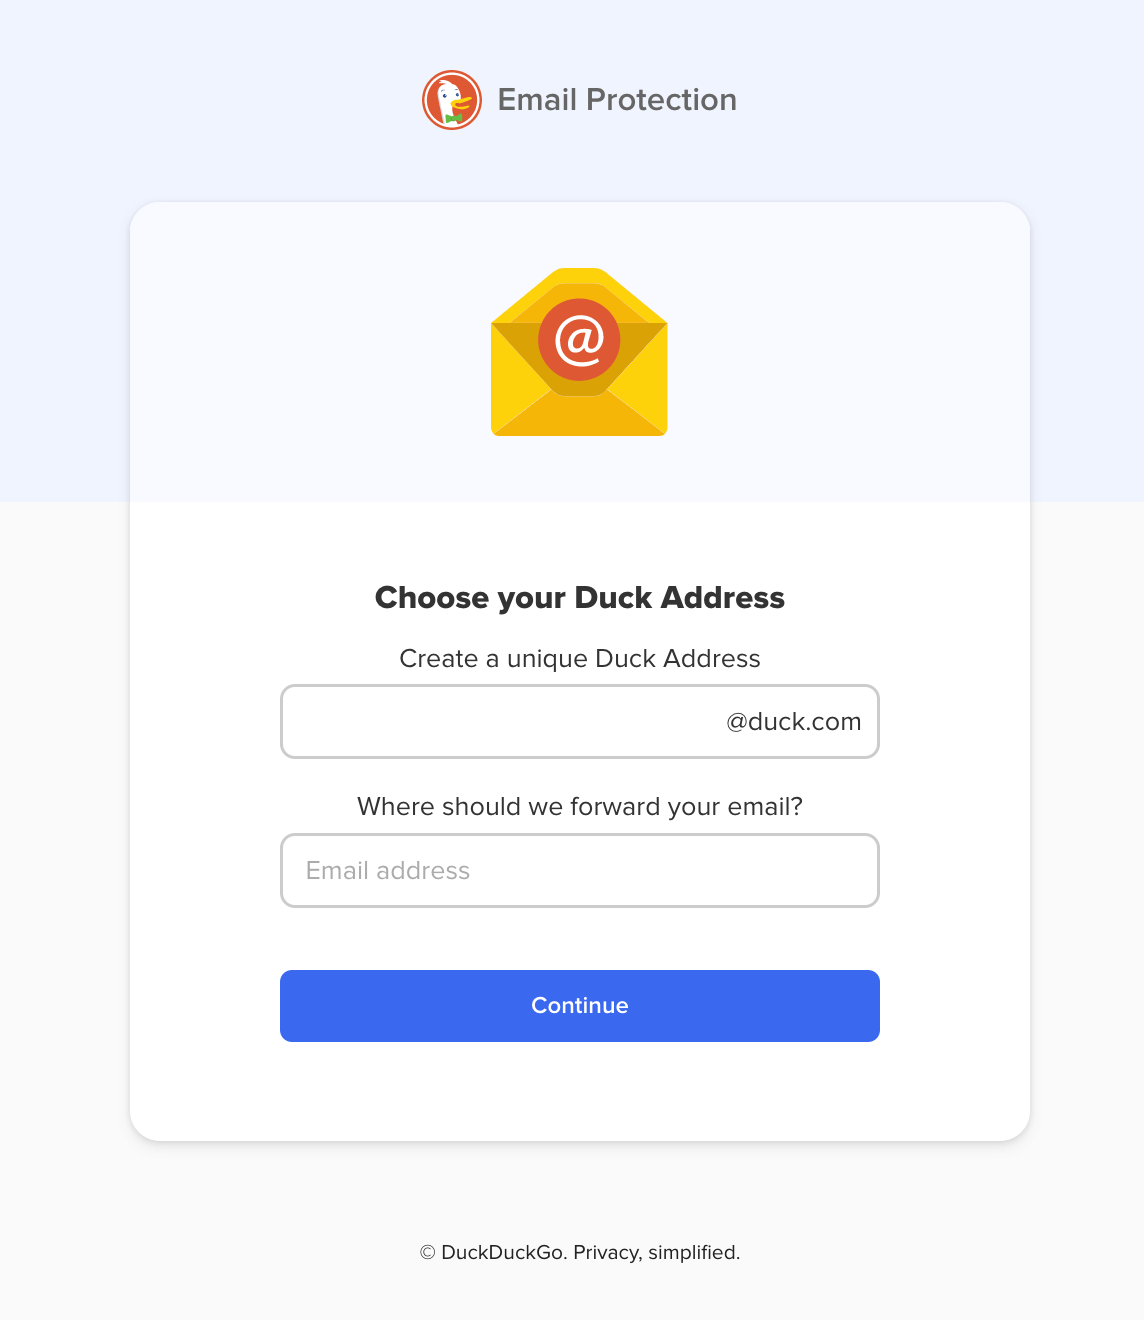 Email Protection
@
Choose your Duck Address
Create a unique Duck Address
@duck.com
Where should we forward your email?
Email address
Continue
© DuckDuckGo. Privacy, simplified.